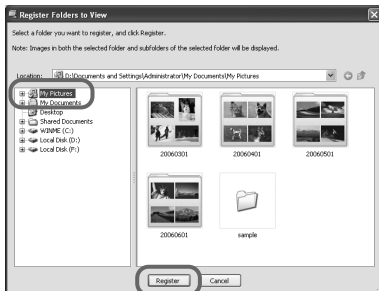 Register Folders to View
Select a folder you want to register, and click Register.
Note: Images in both the selected folder and subfolders of the selected folder will be displayed.
Location: D:\Documents and Settings\Administrator\My Documents\My Pictures
My Pictures
My Documents
Desktop
Shared Documents
WINME (C:)
Local Disk (D:)
Local Disk (F:)
20060301
20060401
20060501
20060601
sample
Register
Cancel